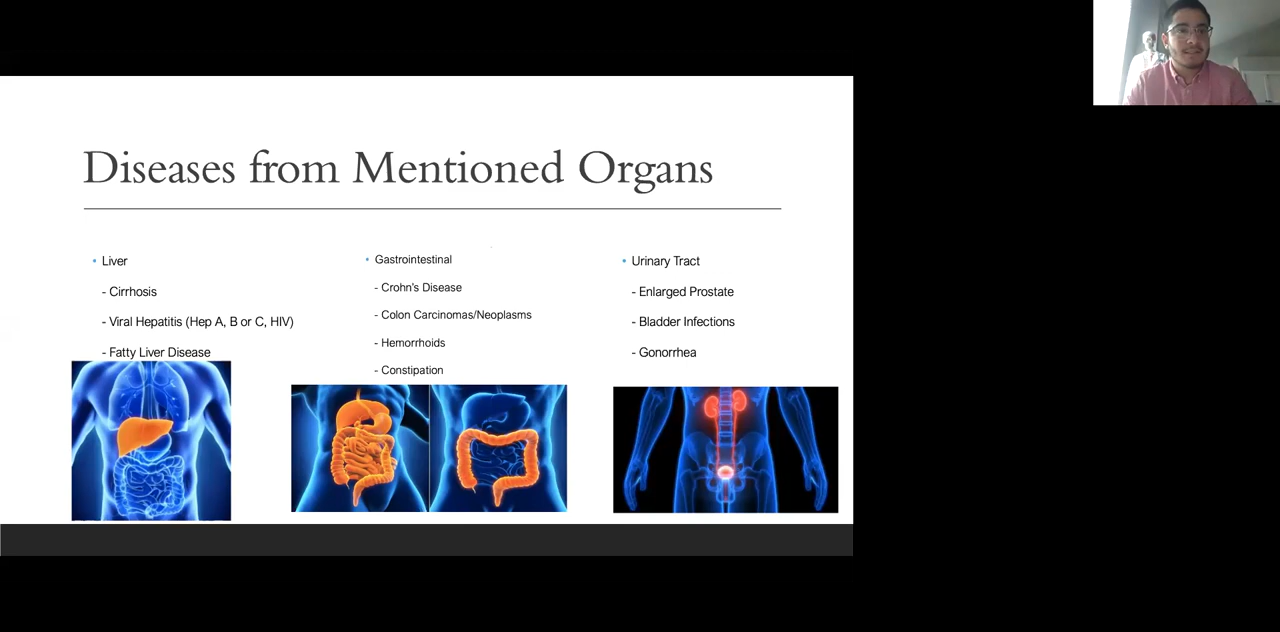 Diseases from Mentioned Organs
• Liver
- Cirrhosis
- Viral Hepatitis (Hep A, B or C, HIV)
- Fatty Liver Disease
• Gastrointestinal
- Crohn's Disease
- Colon Carcinomas/Neoplasms
- Hemorrhoids
- Constipation
• Urinary Tract
- Enlarged Prostate
- Bladder Infections
- Gonorrhea